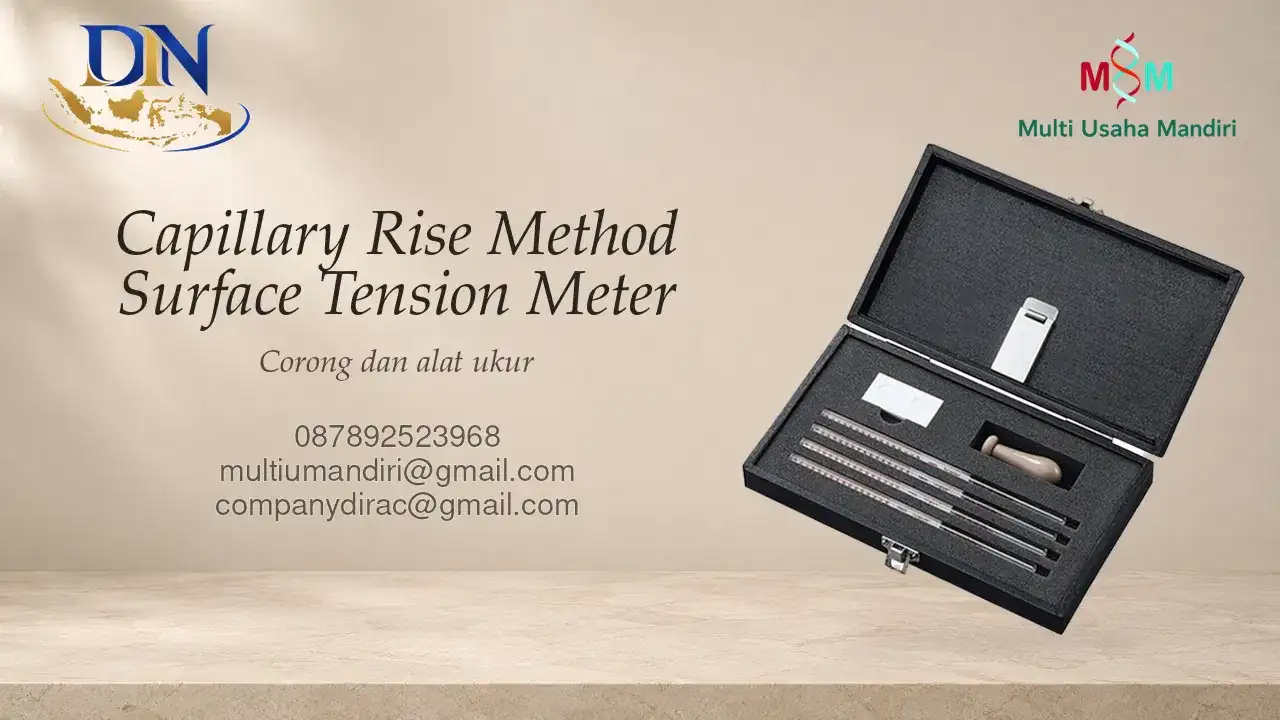 DN
M M
Multi Usaha Mandiri
Capillary Rise Method
Surface Tension Meter
Corong dan alat ukur
087892523968
multiumandiri@gmail.com
companydirac@gmail.com